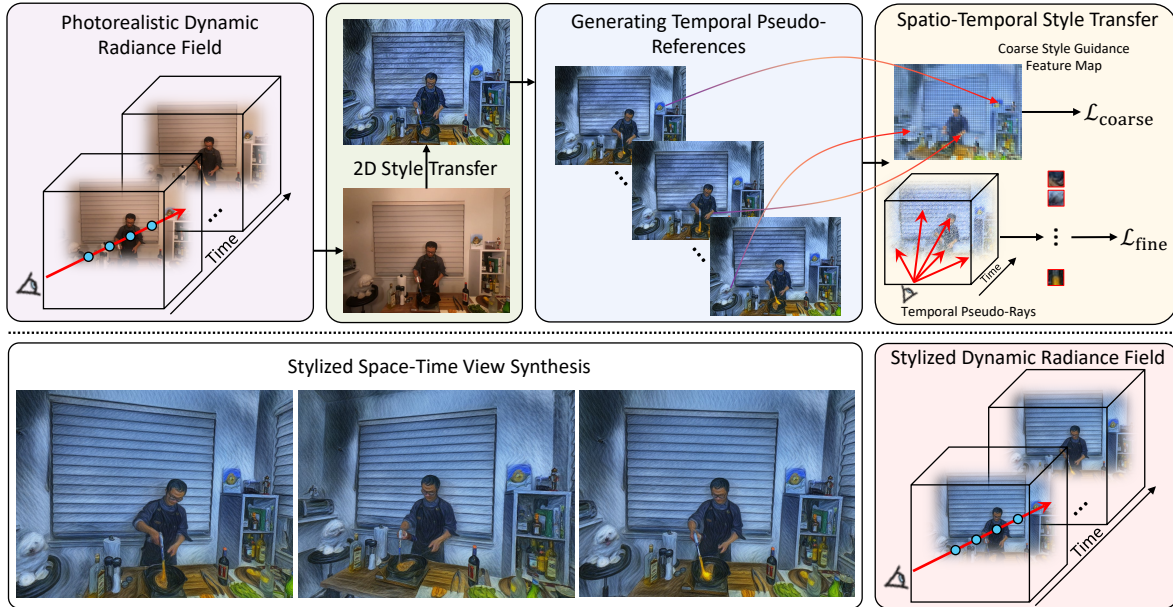 Photorealistic Dynamic
Radiance Field
Time
...
2D Style Transfer
Generating Temporal Pseudo-
References
...
...
Spatio-Temporal Style Transfer
Coarse Style Guidance
Feature Map
ℒcoarse
Time
...
ℒfine
Temporal Pseudo-Rays
Stylized Space-Time View Synthesis
Stylized Dynamic Radiance Field
...
Time